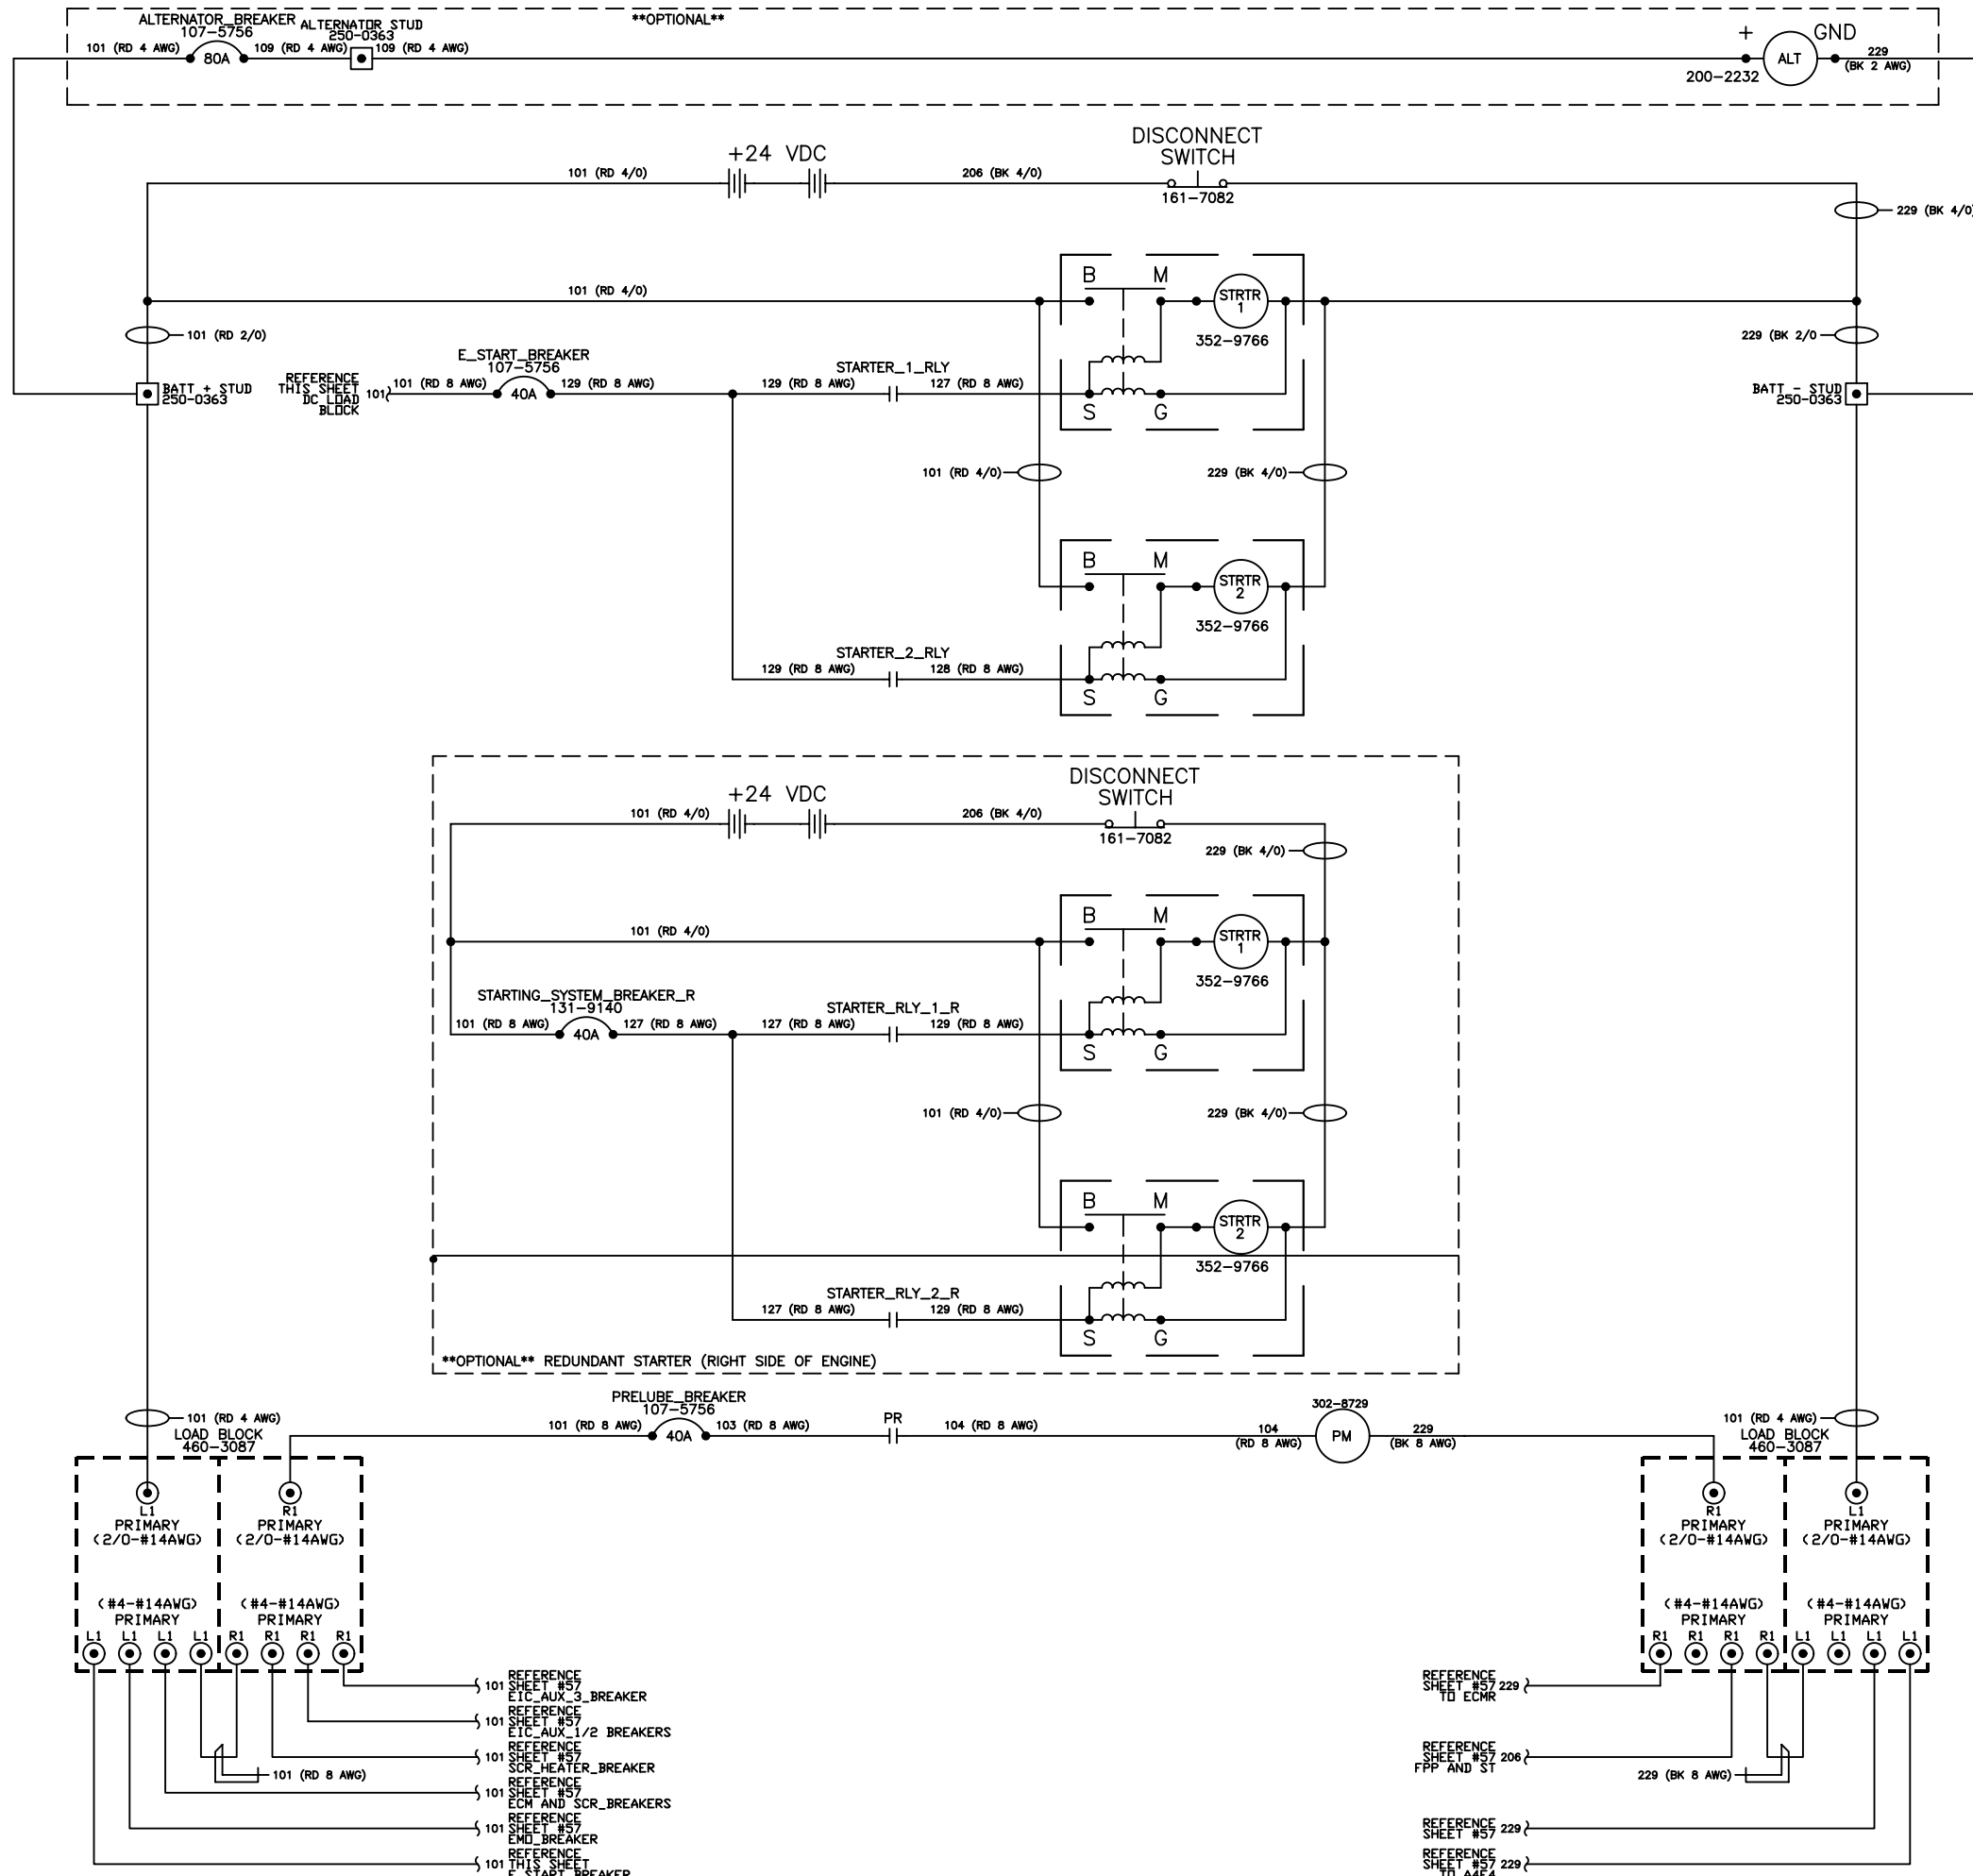 ALTERNATOR_BREAKER
107-5756
ALTERNATOR STUD
250-0363
**OPTIONAL**
101 (RD 4 AWG)
80A
109 (RD 4 AWG)
109 (RD 4 AWG)
+
GND
ALT
200-2232
229
(BK 2 AWG)
DISCONNECT
SWITCH
+24 VDC
101 (RD 4/0)
206 (BK 4/0)
161-7082
229 (BK 4/0)
101 (RD 4/0)
B
M
STRTR
1
352-9766
101 (RD 2/0)
229 (BK 2/0
E_START_BREAKER
107-5756
STARTER_1_RLY
BATT + STUD
250-0363
REFERENCE
THIS SHEET
DC LOAD
BLOCK
101
101 (RD 8 AWG)
40A
129 (RD 8 AWG)
129 (RD 8 AWG)
127 (RD 8 AWG)
S
G
BATT - STUD
250-0363
101 (RD 4/0)
229 (BK 4/0)
B
M
STRTR
2
352-9766
STARTER_2_RLY
129 (RD 8 AWG)
128 (RD 8 AWG)
S
G
DISCONNECT
SWITCH
+24 VDC
101 (RD 4/0)
206 (BK 4/0)
161-7082
229 (BK 4/0)
B
M
101 (RD 4/0)
STRTR
1
352-9766
STARTING_SYSTEM_BREAKER_R
131-9140
STARTER_RLY_1_R
101 (RD 8 AWG)
40A
127 (RD 8 AWG)
127 (RD 8 AWG)
129 (RD 8 AWG)
S
G
101 (RD 4/0)
229 (BK 4/0)
B
M
STRTR
2
352-9766
STARTER_RLY_2_R
127 (RD 8 AWG)
129 (RD 8 AWG)
S
G
**OPTIONAL** REDUNDANT STARTER (RIGHT SIDE OF ENGINE)
PRELUBE_BREAKER
107-5756
101 (RD 8 AWG)
40A
103 (RD 8 AWG)
PR
104 (RD 8 AWG)
302-8729
104
(RD 8 AWG)
PM
229
(BK 8 AWG)
101 (RD 4 AWG)
LOAD BLOCK
460-3087
101 (RD 4 AWG)
LOAD BLOCK
460-3087
L1
PRIMARY
(2/0-#14AWG)
R1
PRIMARY
(2/0-#14AWG)
R1
PRIMARY
(2/0-#14AWG)
L1
PRIMARY
(2/0-#14AWG)
(#4-#14AWG)
PRIMARY
(#4-#14AWG)
PRIMARY
(#4-#14AWG)
PRIMARY
(#4-#14AWG)
PRIMARY
L1 L1 L1 L1 R1 R1 R1 R1
R1 R1 R1 R1 L1 L1 L1 L1
REFERENCE
101 SHEET #57
EIC_AUX_3_BREAKER
REFERENCE
SHEET #57 229
TO ECMR
101 SHEET #57
EIC_AUX_1/2 BREAKERS
REFERENCE
101 SHEET #57
SCR_HEATER_BREAKER
REFERENCE
SHEET #57 206
FPP AND ST
101 (RD 8 AWG)
229 (BK 8 AWG)
REFERENCE
101 SHEET #57
ECM AND SCR_BREAKERS
REFERENCE
101 SHEET #57
EMO_BREAKER
REFERENCE
SHEET #57 229
REFERENCE
101 THIS SHEET
E_START_BREAKER
REFERENCE
SHEET #57 229
TO A4E4